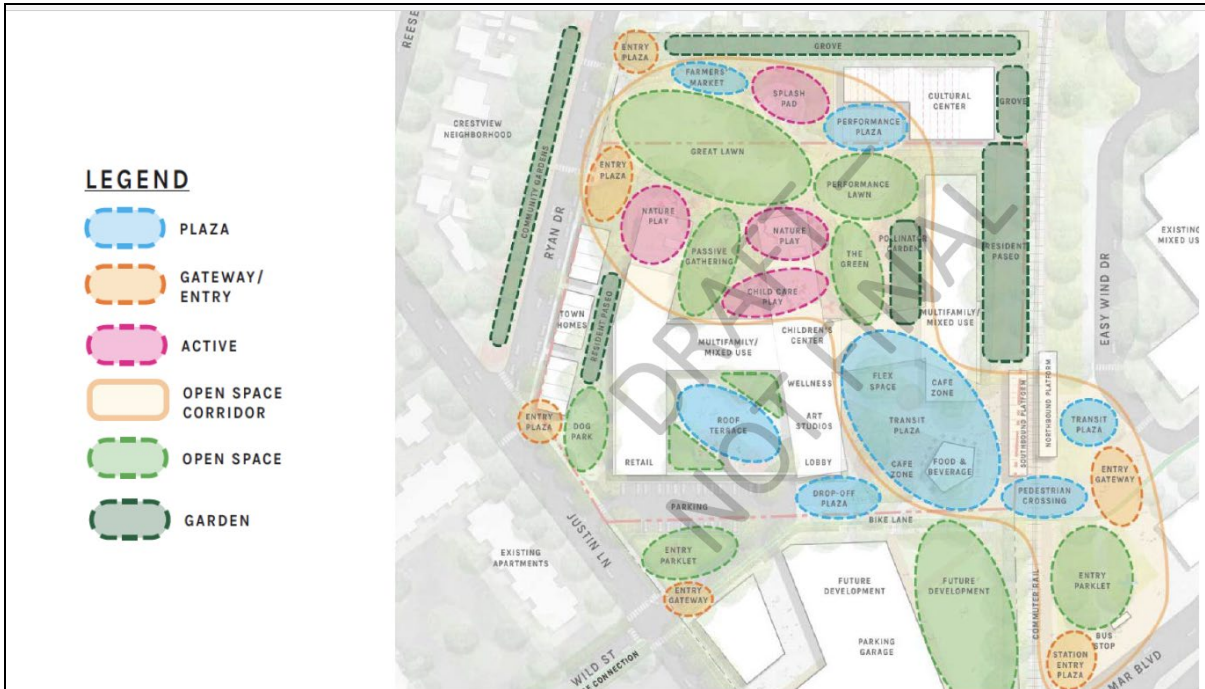 LEGEND
PLAZA
GATEWAY/
ENTRY
ACTIVE
OPEN SPACE
CORRIDOR
OPEN SPACE
GARDEN
REESE
CRESTVIEW
NEIGHBORHOOD
COMMUNITY GARDENS
RYAN DR
ENTRY
PLAZA
GROVE
FARMERS'
MARKET
SPLASH
PAD
CULTURAL
CENTER
GROVE
PERFORMANCE
PLAZA
GREAT LAWN
ENTRY
PLAZA
PERFORMANCE
LAWN
NATURE
PLAY
NATURE
PLAY
PASSIVE
GATHERING
THE
GREEN
POLLINATOR
GARDEN
RESIDENT
PASEO
EXISTING
MIXED US
EASY WIND DR
CHILD CARE
PLAY
TOWN
HOMES
RESIDENT PASEO
MULTIFAMILY/
MIXED USE
CHILDREN'S
CENTER
MULTIFAMILY/
MIXED USE
WELLNESS
FLEX
SPACE
CAFE
ZONE
SOUTHBOUND PLATFORM
NORTHBOUND PLATFORM
ENTRY
PLAZA
DOG
PARK
ROOF
TERRACE
ART
STUDIOS
TRANSIT
PLAZA
TRANSIT
PLAZA
RETAIL
LOBBY
CAFE
ZONE
FOOD &
BEVERAGE
ENTRY
GATEWAY
DROP-OFF
PLAZA
PEDESTRIAN
CROSSING
PARKING
BIKE LANE
JUSTIN LN
EXISTING
APARTMENTS
ENTRY
PARKLET
ENTRY
GATEWAY
FUTURE
DEVELOPMENT
FUTURE
DEVELOPMENT
COMMUTER RAIL
ENTRY
PARKLET
PARKING
GARAGE
BUS
STOP
STATION
ENTRY
PLAZA
MAR BLVD
WILD ST
E CONNECTION
DRAFT -
NOT FINAL